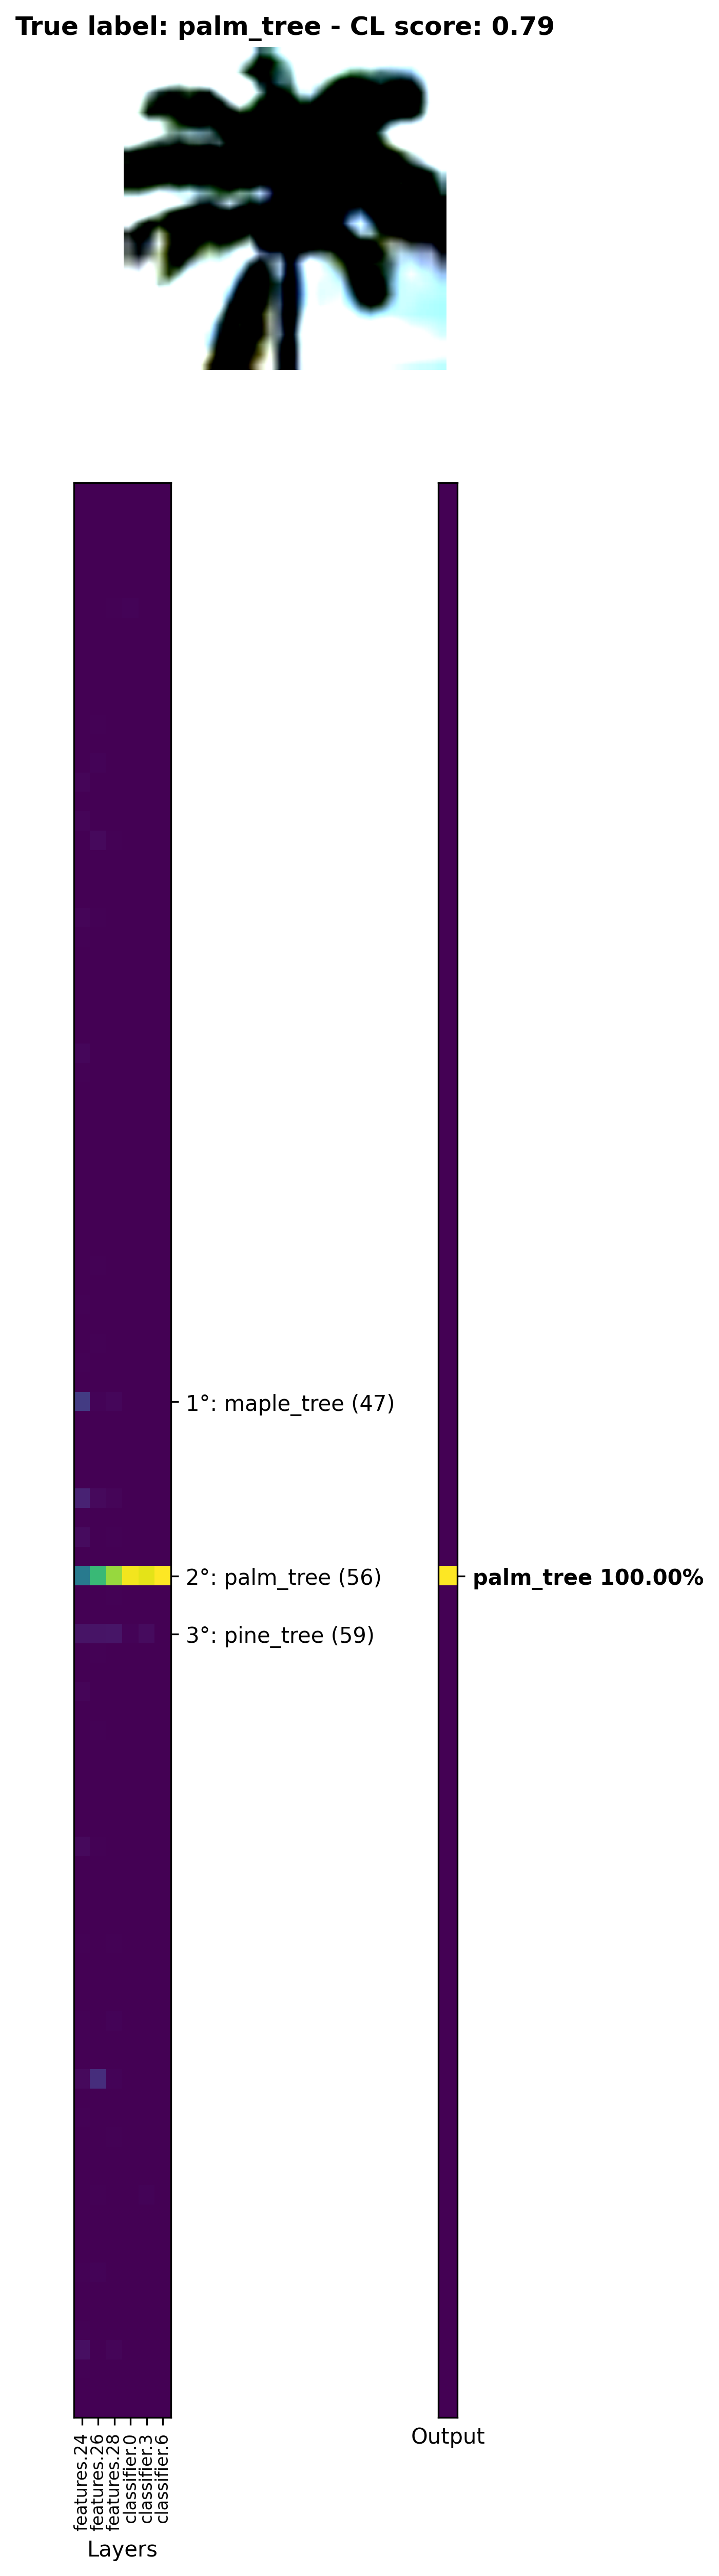 True label: palm_tree - CL score: 0.79
1°: maple_tree (47)
2°: palm_tree (56)
palm_tree 100.00%
3°: pine_tree (59)
features.24
features.26
features.28
classifier.0
classifier.3
classifier.6
Layers
Output